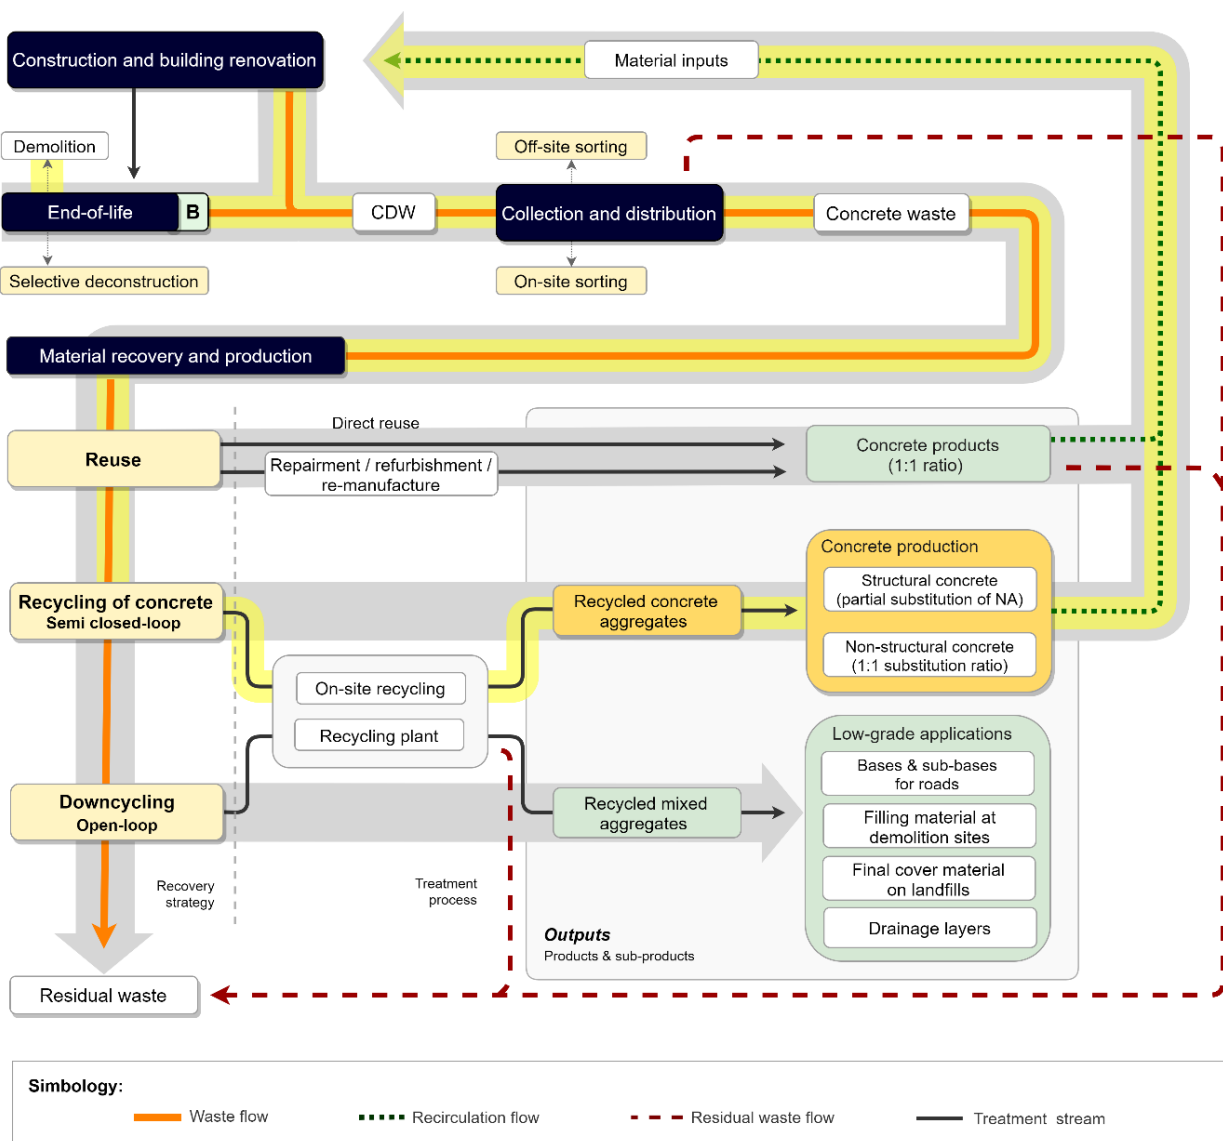 Construction and building renovation
Material inputs
Demolition
Off-site sorting
End-of-life
B
CDW
Collection and distribution
Concrete waste
Selective deconstruction
On-site sorting
Material recovery and production
Direct reuse
Reuse
Repairment / refurbishment /
re-manufacture
Concrete products
(1:1 ratio)
Recycling of concrete
Semi closed-loop
Recycled concrete
aggregates
Concrete production
Structural concrete
(partial substitution of NA)
Non-structural concrete
(1:1 substitution ratio)
On-site recycling
Recycling plant
Downcycling
Open-loop
Recycled mixed
aggregates
Low-grade applications
Bases & sub-bases
for roads
Filling material at
demolition sites
Final cover material
on landfills
Drainage layers
Recovery
strategy
Treatment
process
Outputs
Products & sub-products
Residual waste
Simbology:
Waste flow
Recirculation flow
Residual waste flow
Treatment stream